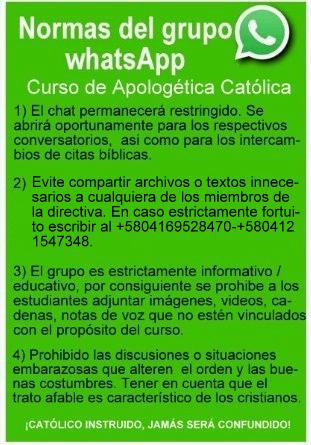 Normas del grupo
whatsApp
Curso de Apologética Católica
1) El chat permanecerá restringido. Se
abrirá oportunamente para los respectivos
conversatorios, asi como para los intercam-
bios de citas bíblicas.
2) Evite compartir archivos o textos innece-
sarios a cualquiera de los miembros de
la directiva. En caso estrictamente fortui-
to escribir al +5804169528470-+580412
1547348.
3) El grupo es estrictamente informativo /
educativo, por consiguiente se prohibe a los
estudiantes adjuntar imágenes, videos, ca-
denas, notas de voz que no estén vinculados
con el propósito del curso.
4) Prohibido las discusiones o situaciones
embarazosas que alteren el orden y las bue-
nas costumbres. Tener en cuenta que el
trato afable es característico de los cristianos.
¡CATÓLICO INSTRUIDO, JAMÁS SERÁ CONFUNDIDO!